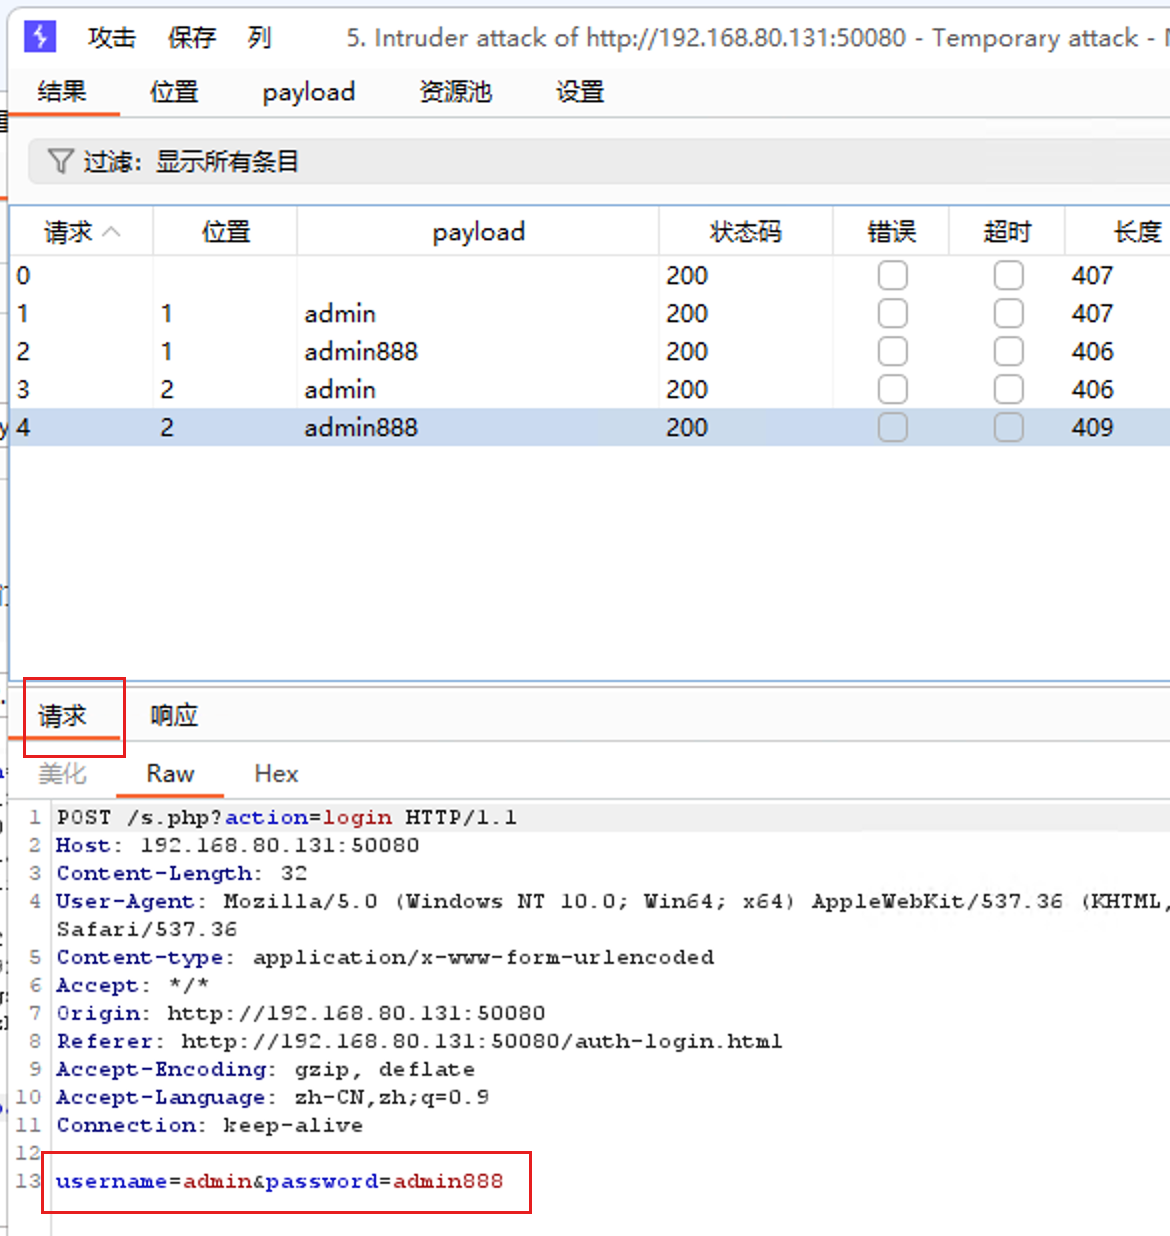 攻击 保存 列 5. Intruder attack of http://192.168.80.131:50080 - Temporary attack -
结果 位置 payload 资源池 设置
过滤：显示所有条目
请求 位置 payload 状态码 错误 超时 长度
0 200 407
1 1 admin 200 407
2 1 admin888 200 406
3 2 admin 200 406
4 2 admin888 200 409
请求 响应
美化 Raw Hex
1 POST /s.php?action=login HTTP/1.1
2 Host: 192.168.80.131:50080
3 Content-Length: 32
4 User-Agent: Mozilla/5.0 (Windows NT 10.0; Win64; x64) AppleWebKit/537.36 (KHTML,
Safari/537.36
5 Content-type: application/x-www-form-urlencoded
6 Accept: */*
7 Origin: http://192.168.80.131:50080
8 Referer: http://192.168.80.131:50080/auth-login.html
9 Accept-Encoding: gzip, deflate
10 Accept-Language: zh-CN,zh;q=0.9
11 Connection: keep-alive
12
13 username=admin&password=admin888